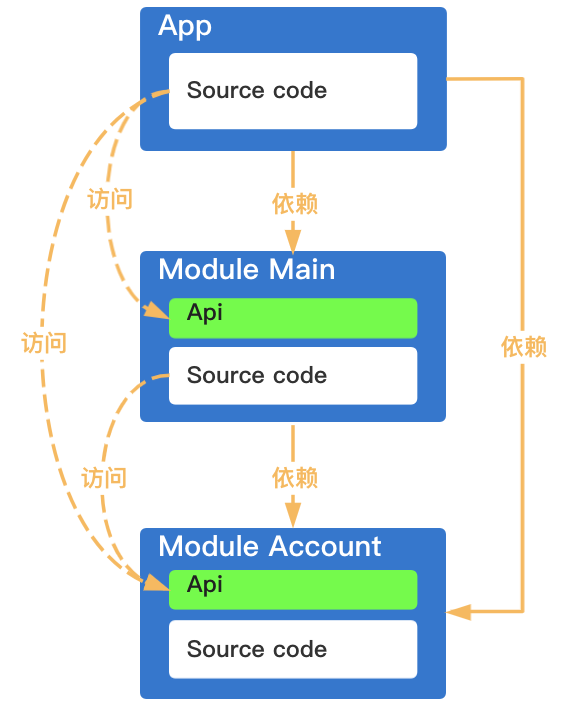 App
Source code
访问
依赖
Module Main
Api
访问
依赖
Source code
访问
依赖
Module Account
Api
Source code